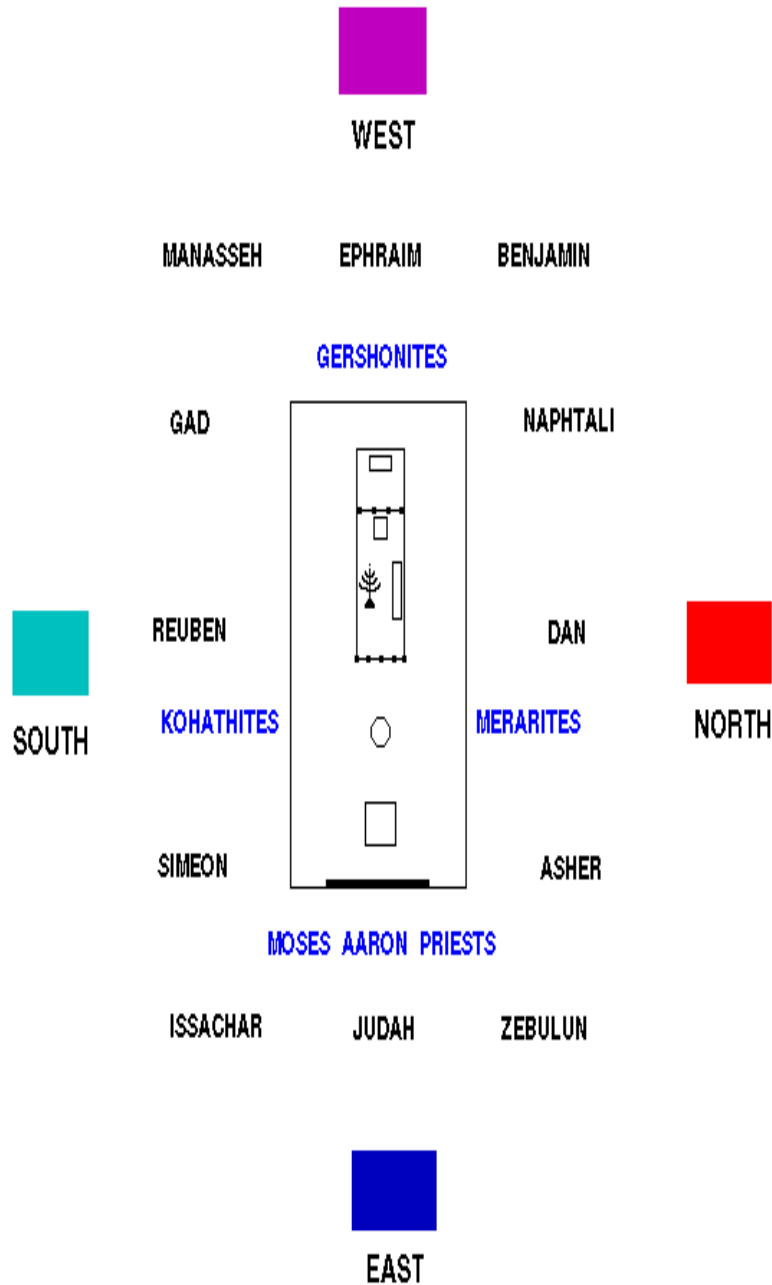 WEST
MANASSEH EPHRAIM BENJAMIN
GERSHONITES
GAD NAPHTALI
REUBEN DAN
KOHATHITES MERARITES
SOUTH NORTH
SIMEON ASHER
MOSES AARON PRIESTS
ISSACHAR JUDAH ZEBULUN
EAST